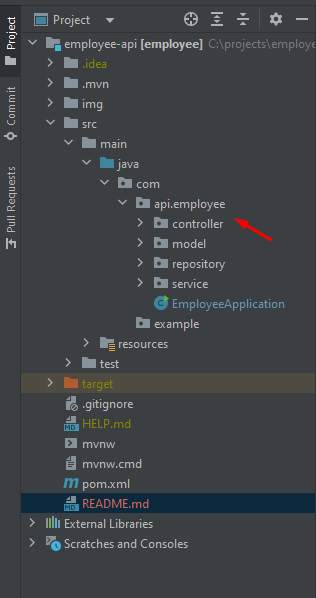 Project
employee-api [employee] C:\projects\employe
.idea
.mvn
img
src
main
java
com
api.employee
controller
model
repository
service
EmployeeApplication
example
resources
test
target
.gitignore
MD HELP.md
mvnw
mvnw.cmd
m pom.xml
MD README.md
External Libraries
Scratches and Consoles
Project
Commit
Pull Requests